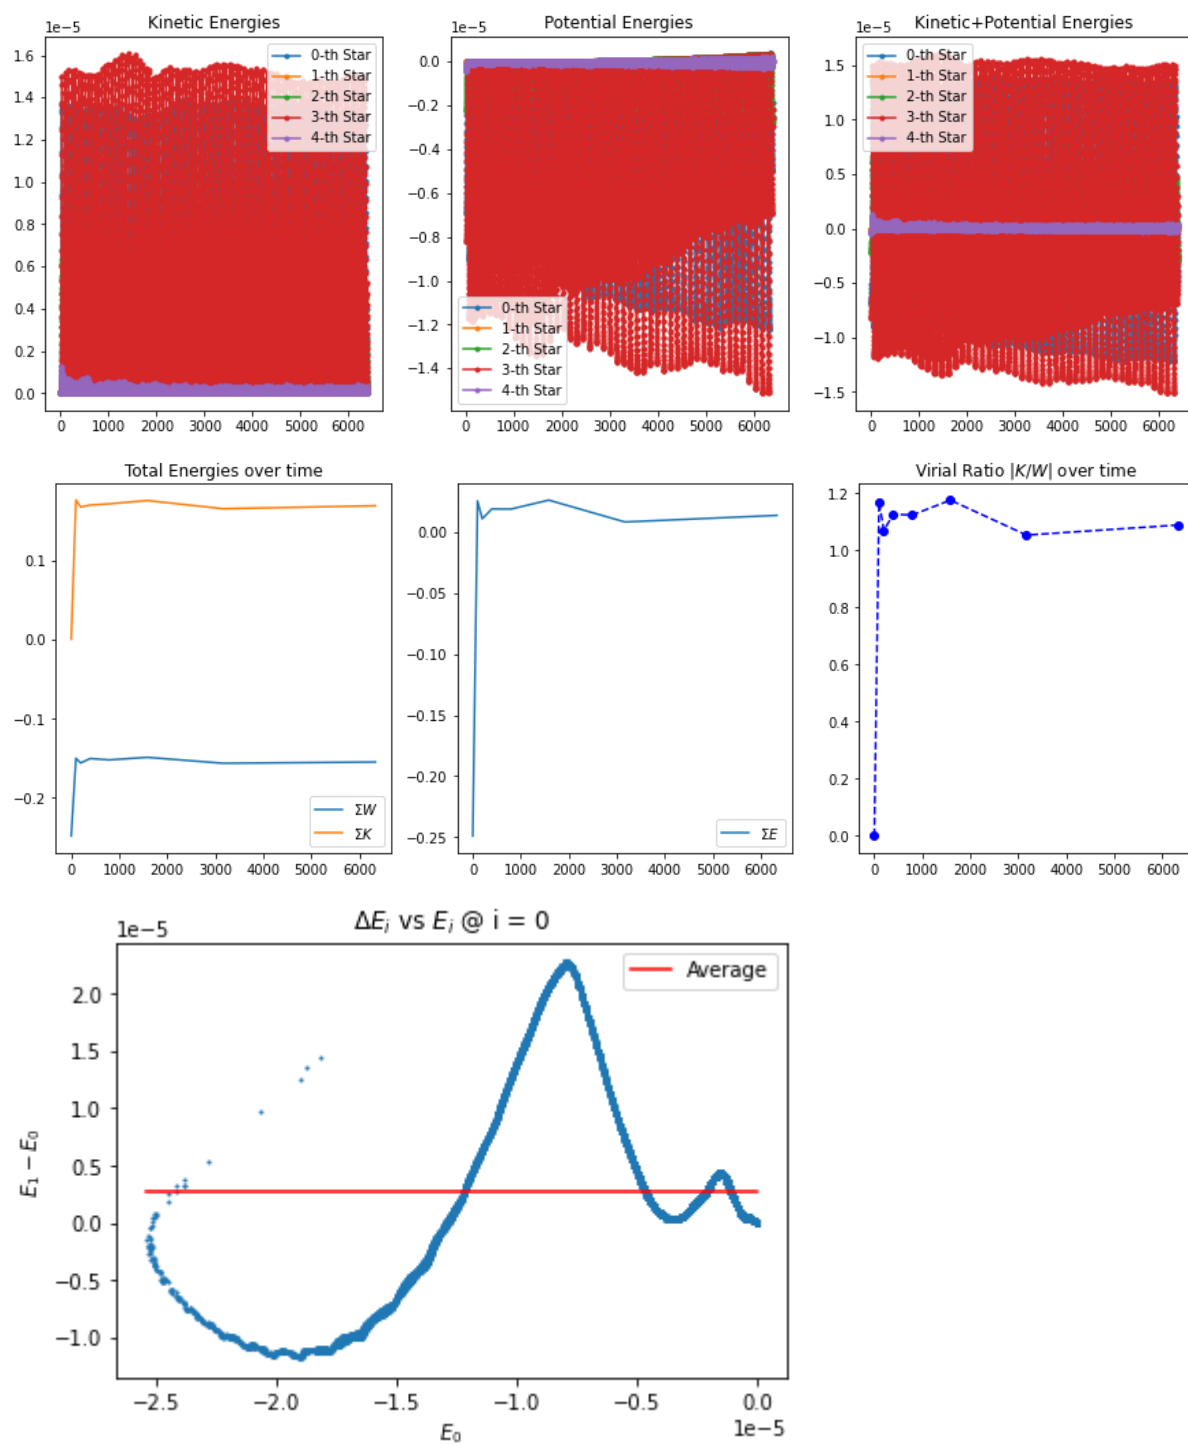 Kinetic Energies
1e−5
0-th Star
1-th Star
2-th Star
3-th Star
4-th Star
1.6
1.4
1.2
1.0
0.8
0.6
0.4
0.2
0.0
0 1000 2000 3000 4000 5000 6000
Potential Energies
1e−5
0.0
−0.2
−0.4
−0.6
−0.8
−1.0
−1.2
−1.4
0-th Star
1-th Star
2-th Star
3-th Star
4-th Star
0 1000 2000 3000 4000 5000 6000
Kinetic+Potential Energies
1e−5
0-th Star
1-th Star
2-th Star
3-th Star
4-th Star
1.5
1.0
0.5
0.0
−0.5
−1.0
−1.5
0 1000 2000 3000 4000 5000 6000
Total Energies over time
0.1
0.0
−0.1
−0.2
ΣW
ΣK
0 1000 2000 3000 4000 5000 6000
0.00
−0.05
−0.10
−0.15
−0.20
−0.25
ΣE
0 1000 2000 3000 4000 5000 6000
Virial Ratio |K/W| over time
1.2
1.0
0.8
0.6
0.4
0.2
0.0
0 1000 2000 3000 4000 5000 6000
ΔEᵢ vs Eᵢ @ i = 0
1e−5
Average
2.0
1.5
1.0
0.5
0.0
−0.5
−1.0
E₁ − E₀
−2.5 −2.0 −1.5 −1.0 −0.5 0.0
1e−5
E₀